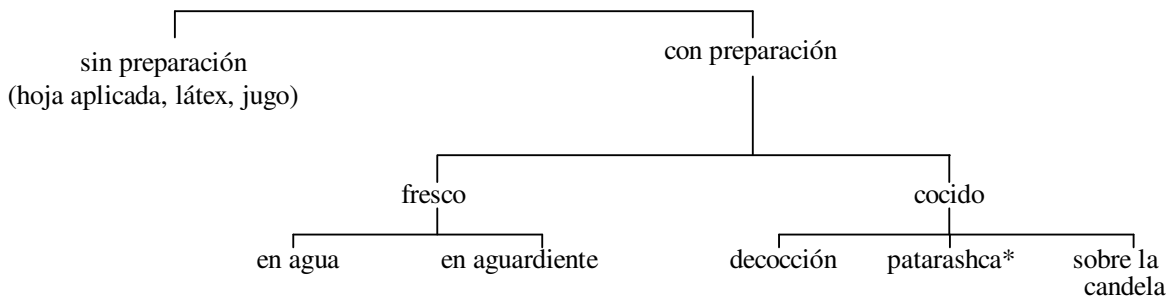 sin preparación
(hoja aplicada, látex, jugo)
con preparación
fresco
cocido
en agua
en aguardiente
decocción
patarashca*
sobre la
candela